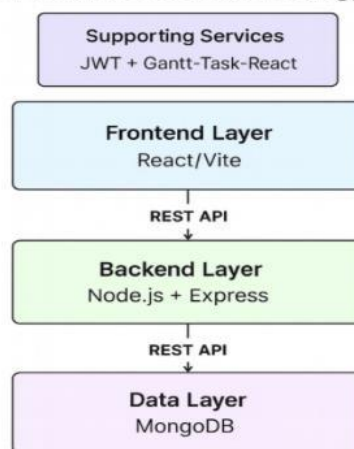 Supporting Services
JWT + Gantt-Task-React
Frontend Layer
React/Vite
REST API
Backend Layer
Node.js + Express
REST API
Data Layer
MongoDB